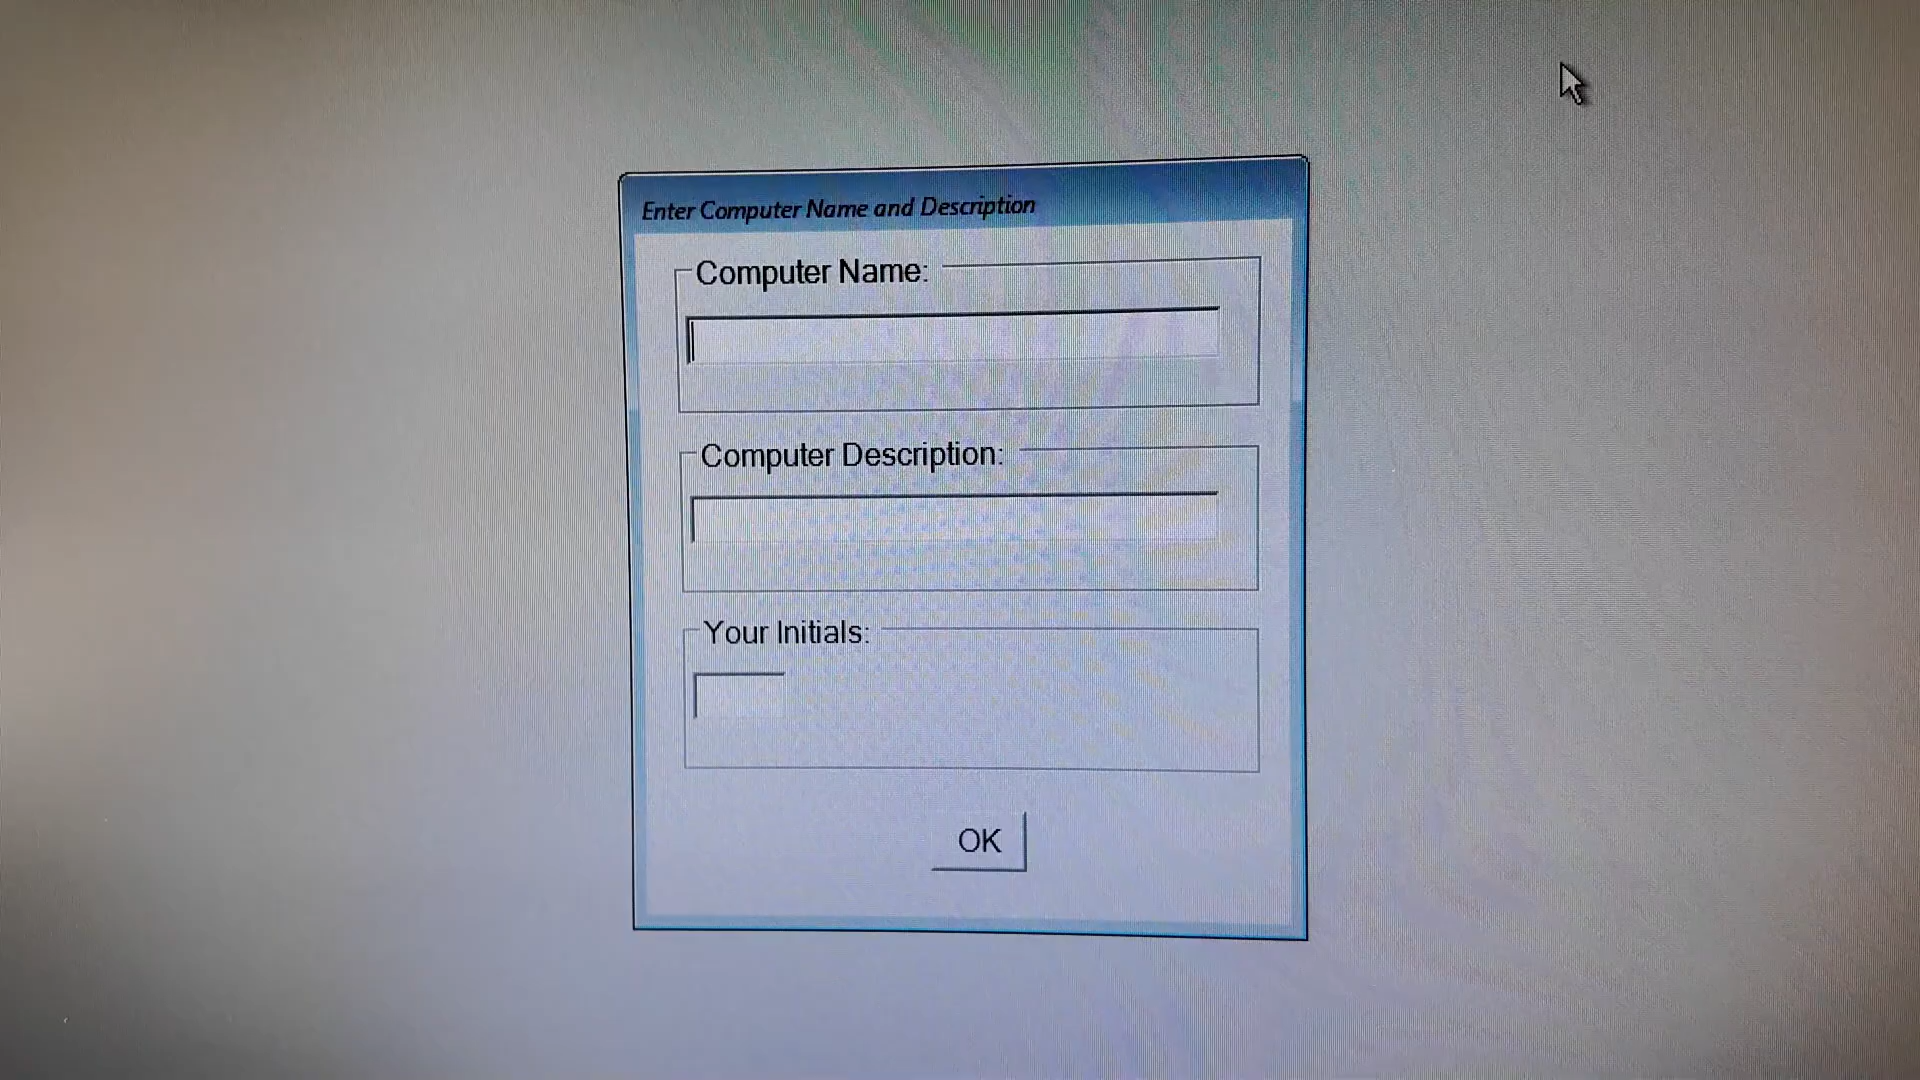 Enter Computer Name and Description
Computer Name:
Computer Description:
Your Initials:
OK